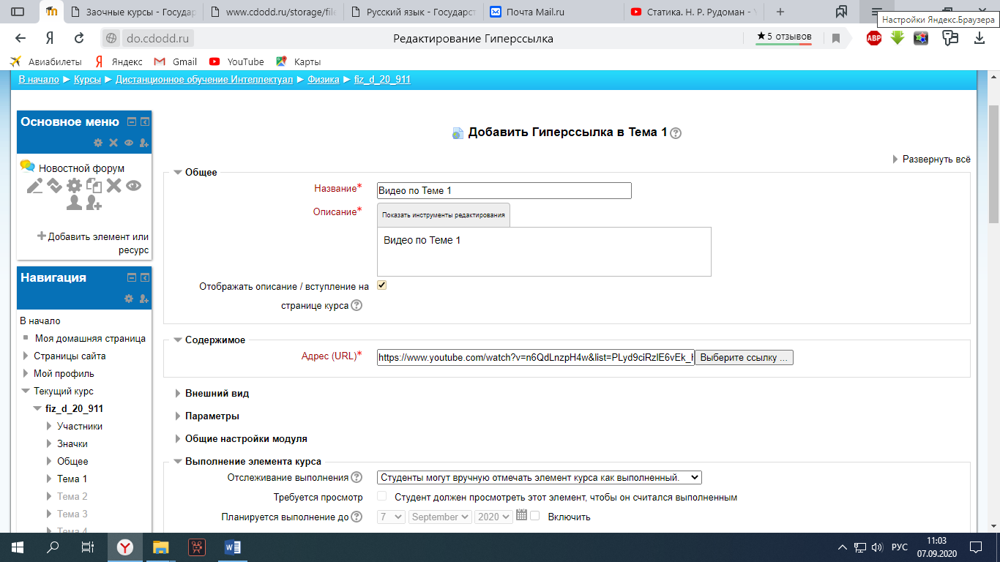 Заочные курсы - Государ
www.cdodd.ru/storage/file
Русский язык - Государст
Почта Mail.ru
Статика. Н. Р. Рудоман -
Настройки Яндекс.Браузера
do.cdodd.ru
Редактирование Гиперссылка
★5 отзывов
ABP
Авиабилеты
Яндекс
Gmail
YouTube
Карты
В начало ► Курсы ► Дистанционное обучение Интеллектуал ► Физика ► fiz_d_20_911
Основное меню
Новостной форум
Добавить элемент или
ресурс
Навигация
В начало
Моя домашняя страница
Страницы сайта
Мой профиль
Текущий курс
fiz_d_20_911
Участники
Значки
Общее
Тема 1
Тема 2
Тема 3
Тема 4
Добавить Гиперссылка в Тема 1
Развернуть всё
Общее
Название*
Видео по Теме 1
Описание*
Показать инструменты редактирования
Видео по Теме 1
Отображать описание / вступление на
странице курса
Содержимое
Адрес (URL)*
https://www.youtube.com/watch?v=n6QdLnzpH4w&list=PLyd9ciRzIE6vEk_
Выберите ссылку ...
Внешний вид
Параметры
Общие настройки модуля
Выполнение элемента курса
Отслеживание выполнения
Студенты могут вручную отмечать элемент курса как выполненный.
Требуется просмотр
Студент должен просмотреть этот элемент, чтобы он считался выполненным
Планируется выполнение до
7 September 2020 Включить
РУС
11:03
07.09.2020